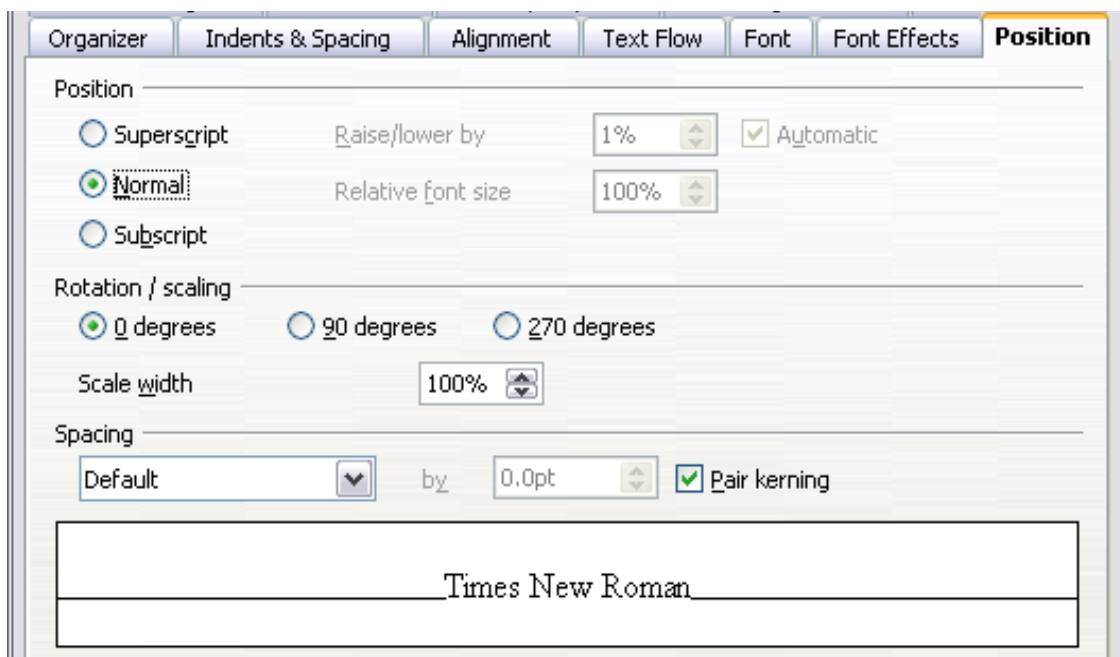 Organizer Indents & Spacing Alignment Text Flow Font Font Effects Position
Position
Superscript Raise/lower by 1% Automatic
Normal Relative font size 100%
Subscript
Rotation / scaling
0 degrees 90 degrees 270 degrees
Scale width 100%
Spacing
Default by 0.0pt Pair kerning
Times New Roman